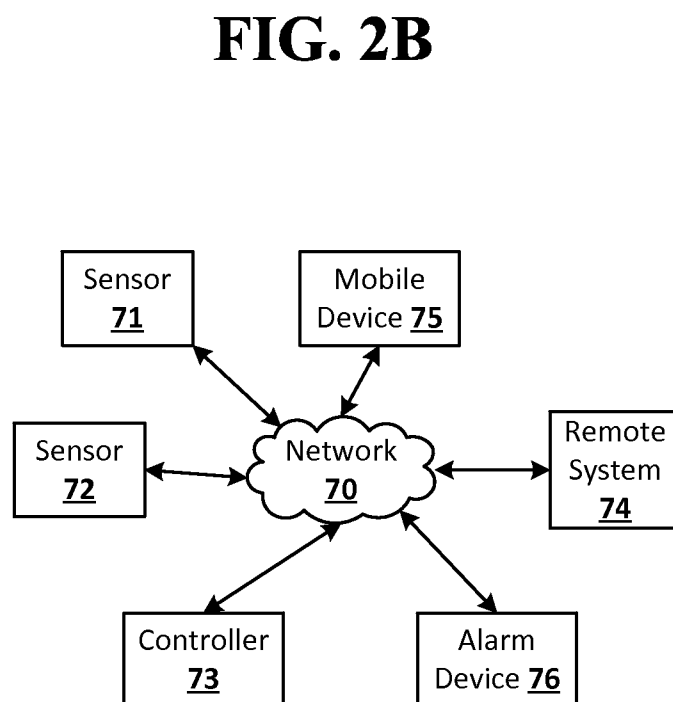 FIG. 2B
Sensor
71
Mobile
Device 75
Sensor
72
Network
70
Remote
System
74
Controller
73
Alarm
Device 76